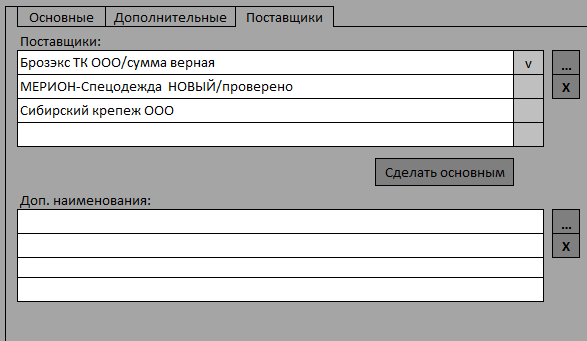 Основные Дополнительные Поставщики
Поставщики:
Брозэкс ТК ООО/сумма верная v ...
МЕРИОН-Спецодежда НОВЫЙ/проверено X
Сибирский крепеж ООО
Сделать основным
Доп. наименования:
...
X